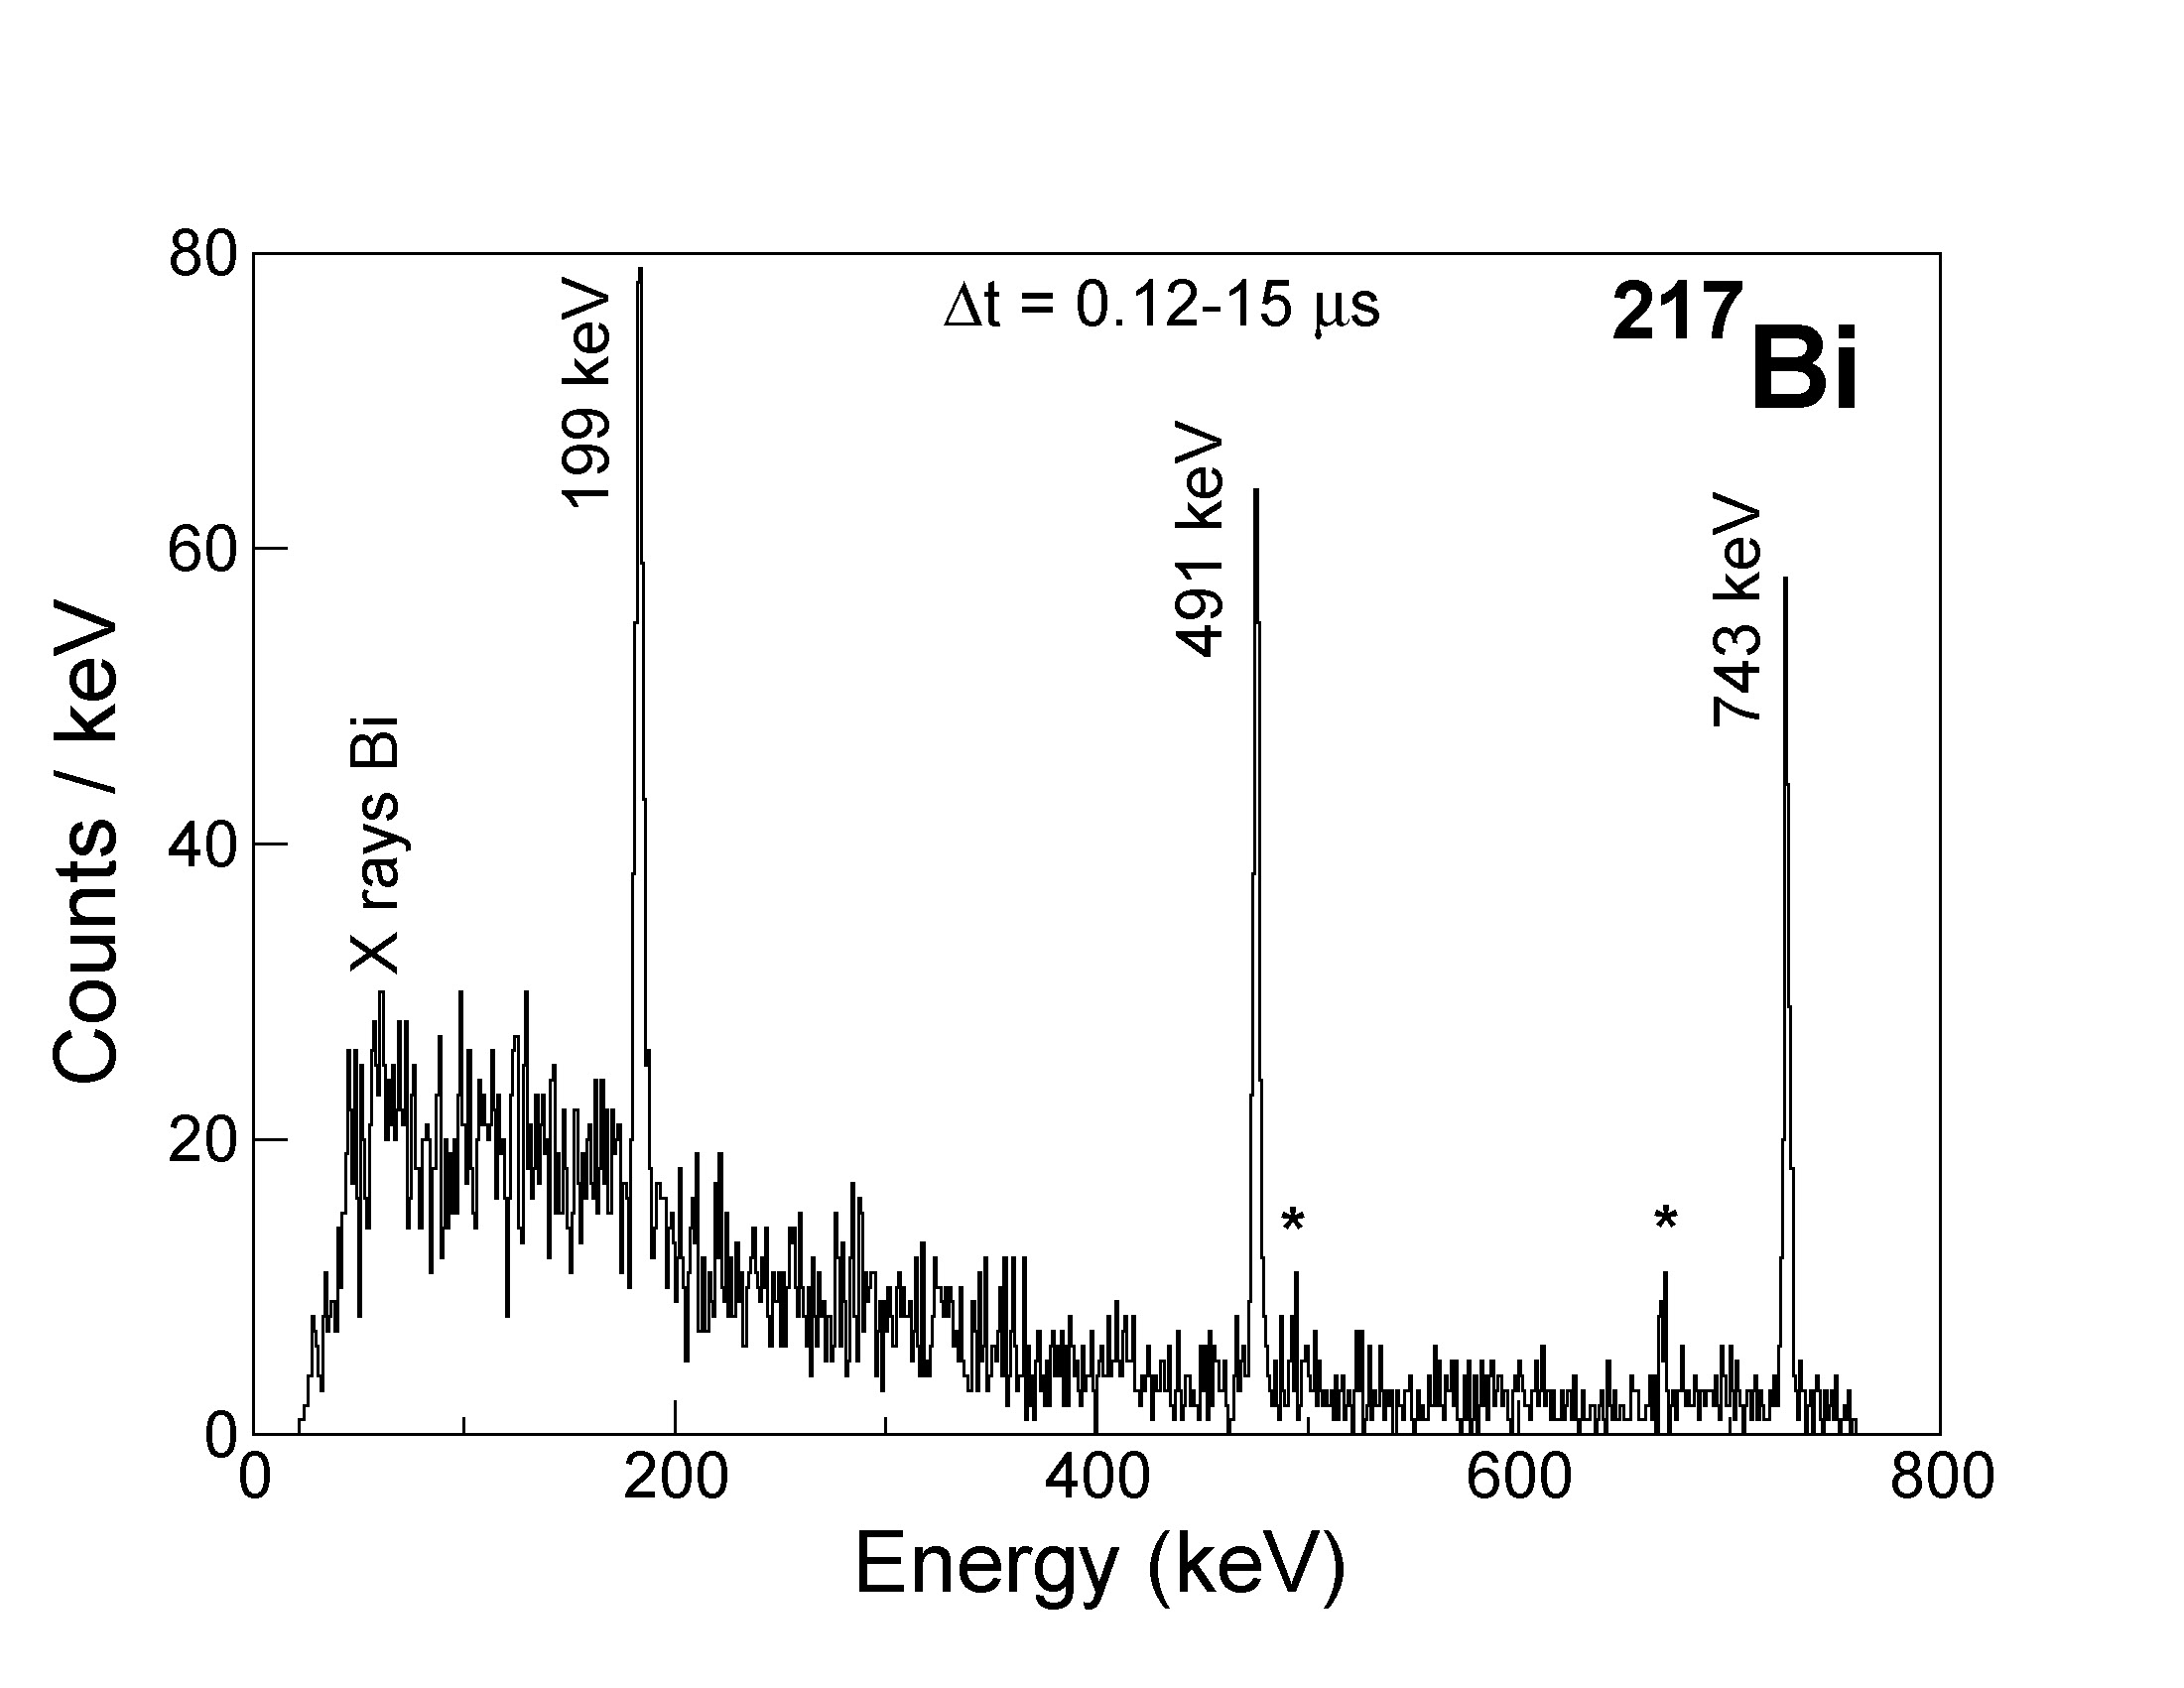 Δt = 0.12-15 μs
217Bi
199 keV
491 keV
743 keV
X rays Bi
*
*
Counts / keV
80
60
40
20
0
0 200 400 600 800
Energy (keV)